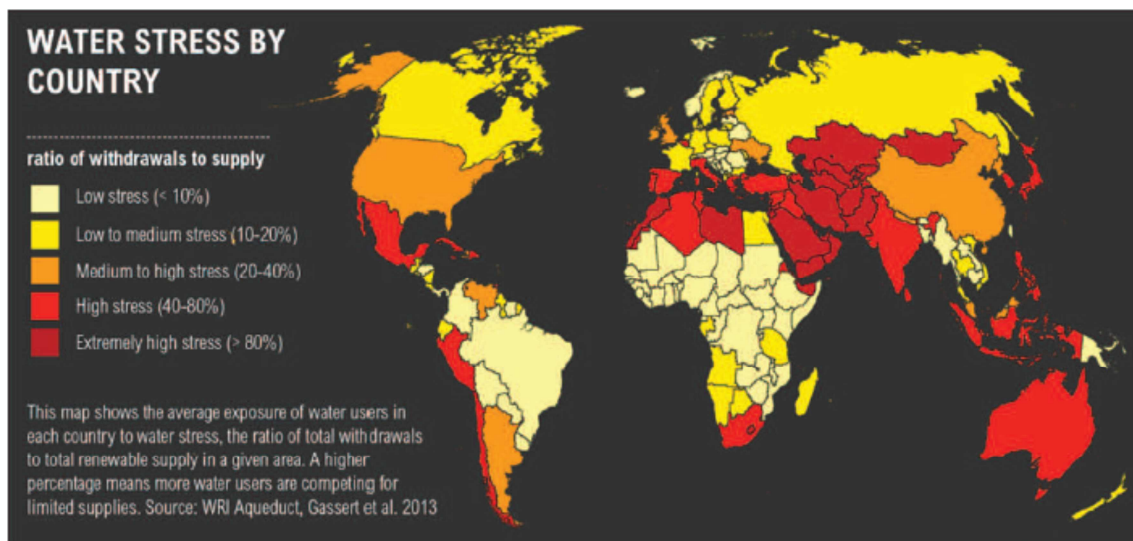 WATER STRESS BY
COUNTRY
ratio of withdrawals to supply
Low stress (< 10%)
Low to medium stress (10-20%)
Medium to high stress (20-40%)
High stress (40-80%)
Extremely high stress (> 80%)
This map shows the average exposure of water users in
each country to water stress, the ratio of total withdrawals
to total renewable supply in a given area. A higher
percentage means more water users are competing for
limited supplies. Source: WRI Aqueduct, Gassert et al. 2013